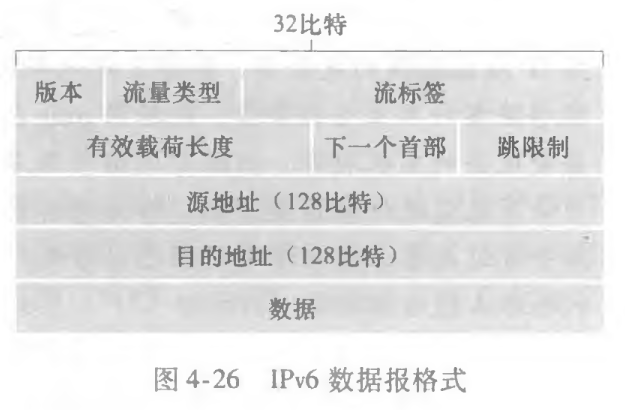 32比特
版本 流量类型 流标签
有效载荷长度 下一个首部 跳限制
源地址（128比特）
目的地址（128比特）
数据
图 4-26 IPv6 数据报格式